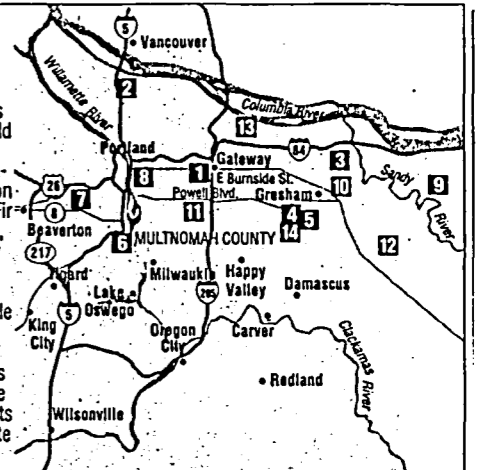 5
Vancouver
2
Willamette River
Columbia River
13
Portland
84
Gateway
3
1
8
E Burnside St.
Sandy River
9
26
7
Powell Blvd.
Gresham
10
8
11
4
5
Beaverton
6
MULTNOMAH COUNTY
14
12
217
Tigard
Milwaukie
Happy Valley
Lake Oswego
205
Damascus
King City
5
Oregon City
Carver
Clackamas River
Redland
Wilsonville